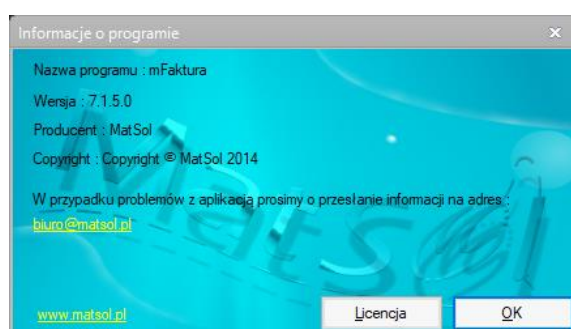 Informacje o programie
Nazwa programu : mFaktura
Wersja : 7.1.5.0
Producent : MatSol
Copyright : Copyright © MatSol 2014
W przypadku problemów z aplikacją prosimy o przesłanie informacji na adres :
biuro@matsol.pl
MatSol
www.matsol.pl
Licencja
OK